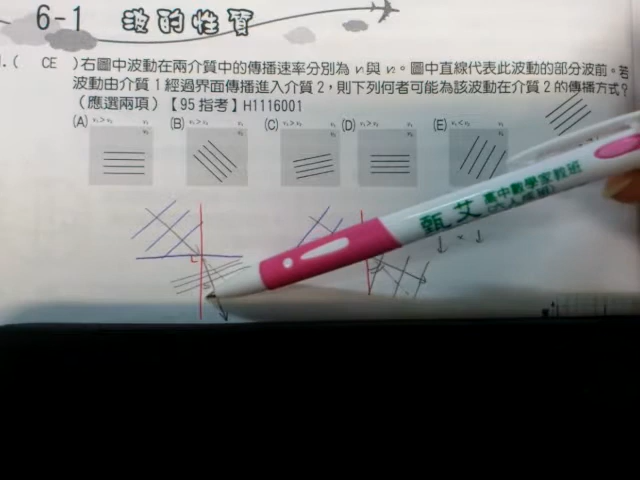 6-1 波的性質
1.( CE )右圖中波動在兩介質中的傳播速率分別為 v₁與 v₂。圖中直線代表此波動的部分波前。若
波動由介質 1 經過界面傳播進入介質 2，則下列何者可能為該波動在介質 2 的傳播方式？
（應選兩項）【95 指考】H1116001
(A) v₁>v₂ (B) v₁>v₂ (C) v₁>v₂ (D) v₁>v₂ (E) v₁<v₂
甄艾 高中數學家教班